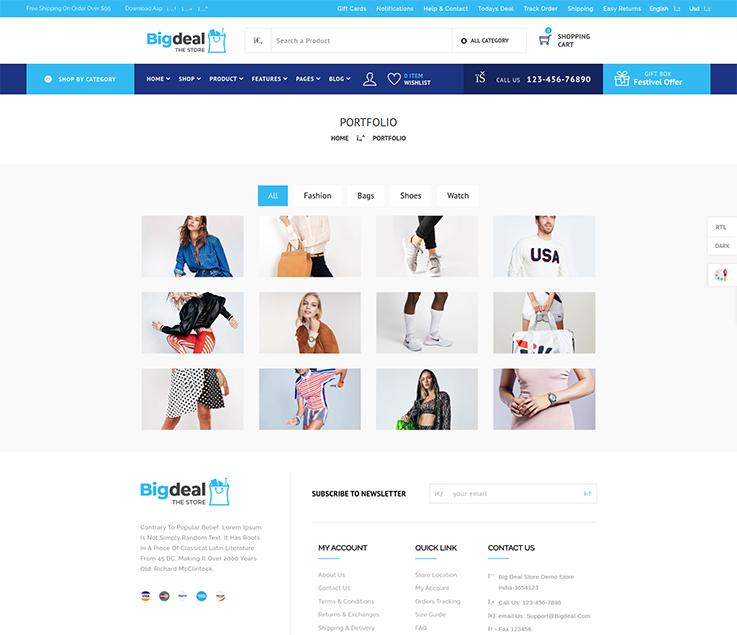 Free Shipping On Order Over $99 Download Aap
Gift Cards Notifications Help & Contact Todays Deal Track Order Shipping Easy Returns English Usd
Bigdeal
THE STORE
Search a Product
ALL CATEGORY
0
SHOPPING
CART
SHOP BY CATEGORY
HOME SHOP PRODUCT FEATURES PAGES BLOG
0 ITEM
WISHLIST
CALL US 123-456-76890
GIFT BOX
Festivel Offer
PORTFOLIO
HOME PORTFOLIO
All Fashion Bags Shoes Watch
RTL
DARK
USA
Bigdeal
THE STORE
Contrary To Popular Belief, Lorem Ipsum
Is Not Simply Random Text. It Has Roots
In A Piece Of Classical Latin Literature
From 45 BC, Making It Over 2000 Years
Old. Richard McClintock,
VISA
SUBSCRIBE TO NEWSLETTER
your email
MY ACCOUNT
About Us
Contact Us
Terms & Conditions
Returns & Exchanges
Shipping & Delivery
QUICK LINK
Store Location
My Account
Orders Tracking
Size Guide
FAQ
CONTACT US
Big Deal Store Demo Store
India-3654123
Call Us: 123-456-7898
email Us: Support@Bigdeal.Com
Fax 123456